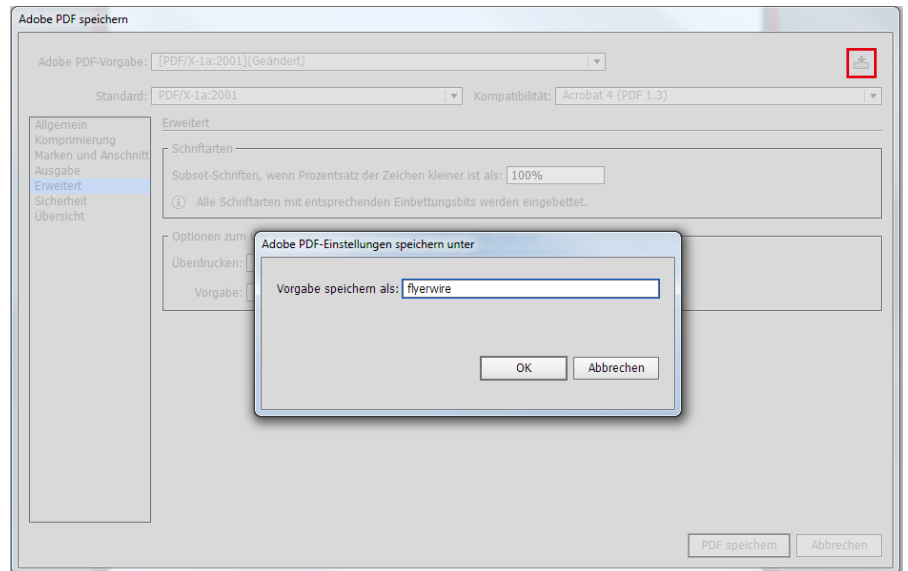 Adobe PDF speichern
Adobe PDF-Vorgabe: [PDF/X-1a:2001](Geändert)
Standard: PDF/X-1a:2001 Kompatibilität: Acrobat 4 (PDF 1.3)
Allgemein
Komprimierung
Marken und Anschnitt
Ausgabe
Erweitert
Sicherheit
Übersicht
Erweitert
Schriftarten
Subset-Schriften, wenn Prozentsatz der Zeichen kleiner ist als: 100%
Alle Schriftarten mit entsprechenden Einbettungsbits werden eingebettet.
Optionen zum
Überdrucken:
Vorgabe:
Adobe PDF-Einstellungen speichern unter
Vorgabe speichern als: flyerwire
OK Abbrechen
PDF speichern Abbrechen